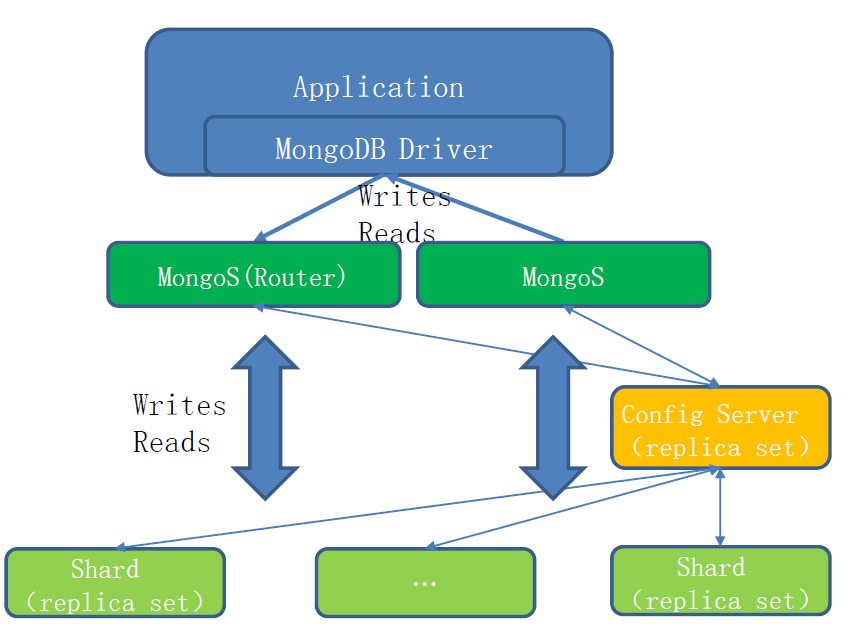 Application
MongoDB Driver
Writes
Reads
MongoS(Router)
MongoS
Writes
Reads
Config Server
（replica set）
Shard
（replica set）
…
Shard
（replica set）